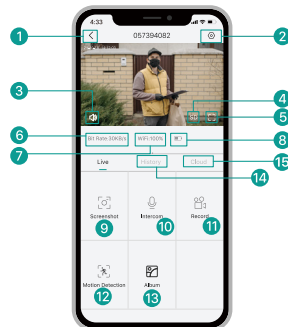 4:33
1
057394082
2
3
4
SD
5
6
Bit Rate:30KB/s
WiFi:100%
8
7
Live
History
Cloud
15
14
Screenshot
Intercom
Record
9
10
11
Motion Detection
Album
12
13